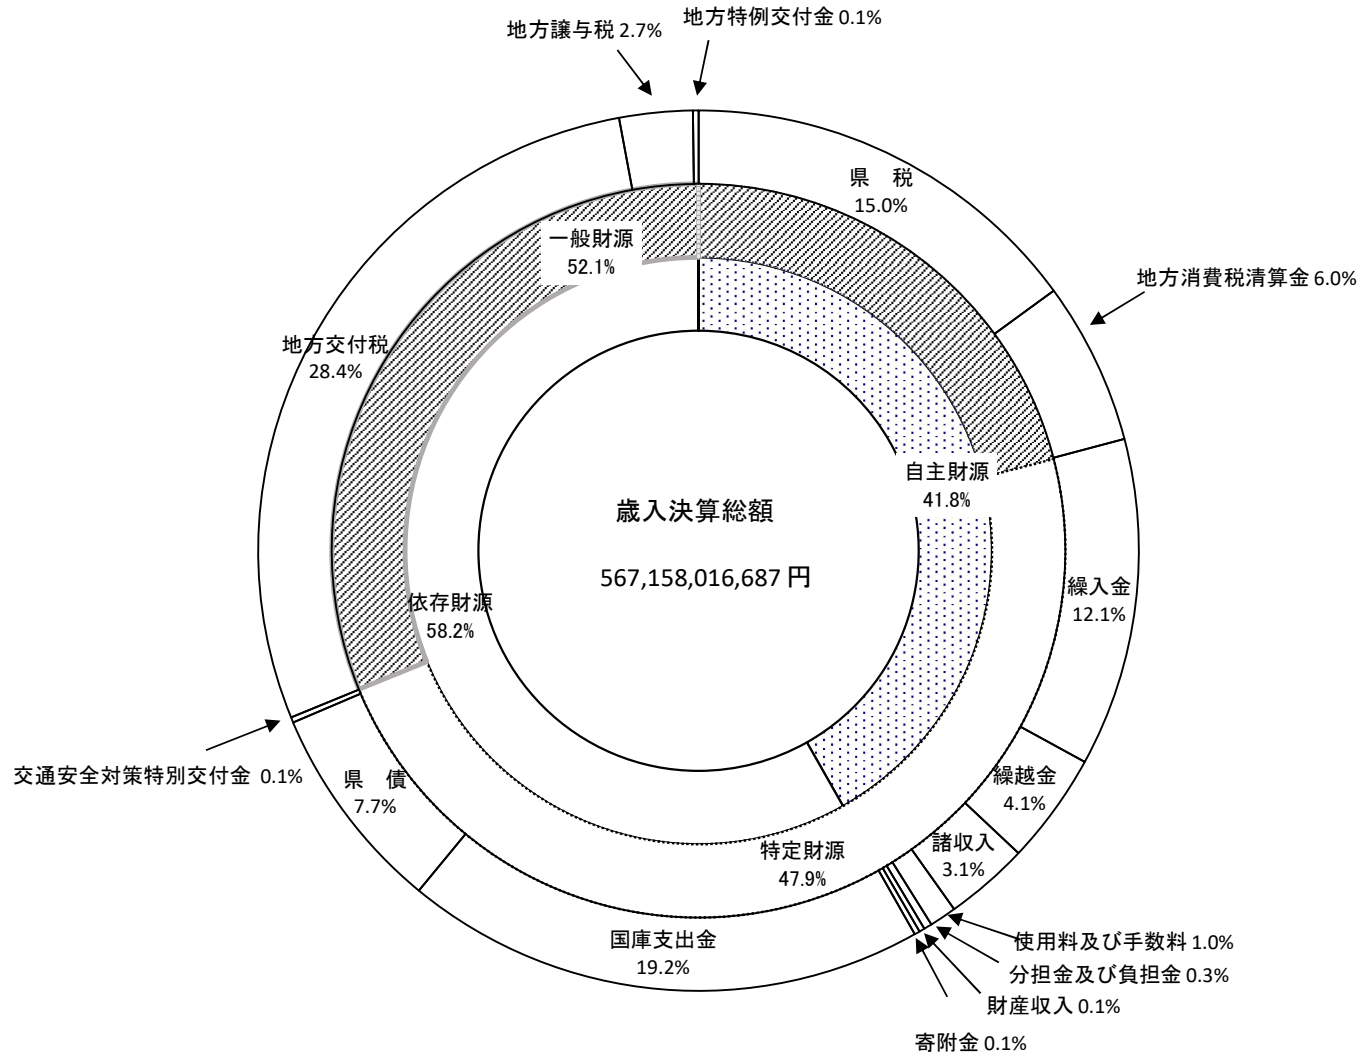 地方特例交付金 0.1%
地方譲与税 2.7%
県　税
15.0%
一般財源
52.1%
地方消費税清算金 6.0%
地方交付税
28.4%
自主財源
41.8%
歳入決算総額
567,158,016,687 円
繰入金
12.1%
依存財源
58.2%
交通安全対策特別交付金 0.1%
県　債
7.7%
繰越金
4.1%
諸収入
3.1%
特定財源
47.9%
国庫支出金
19.2%
使用料及び手数料 1.0%
分担金及び負担金 0.3%
財産収入 0.1%
寄附金 0.1%